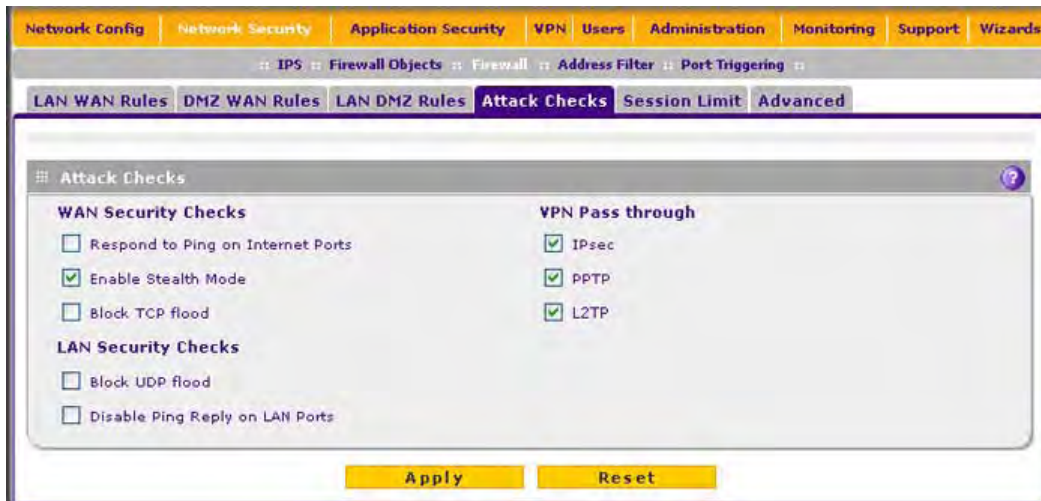 Network Config Network Security Application Security VPN Users Administration Monitoring Support Wizards
:: IPS :: Firewall Objects :: Firewall :: Address Filter :: Port Triggering ::
LAN WAN Rules DMZ WAN Rules LAN DMZ Rules Attack Checks Session Limit Advanced
Attack Checks ?
WAN Security Checks
Respond to Ping on Internet Ports
Enable Stealth Mode
Block TCP flood
LAN Security Checks
Block UDP flood
Disable Ping Reply on LAN Ports
VPN Pass through
IPsec
PPTP
L2TP
Apply Reset